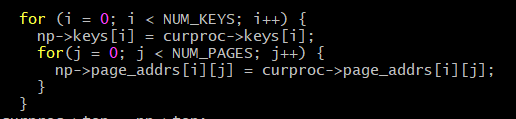 for (i = 0; i < NUM_KEYS; i++) {
  np->keys[i] = curproc->keys[i];
  for(j = 0; j < NUM_PAGES; j++) {
    np->page_addrs[i][j] = curproc->page_addrs[i][j];
  }
}